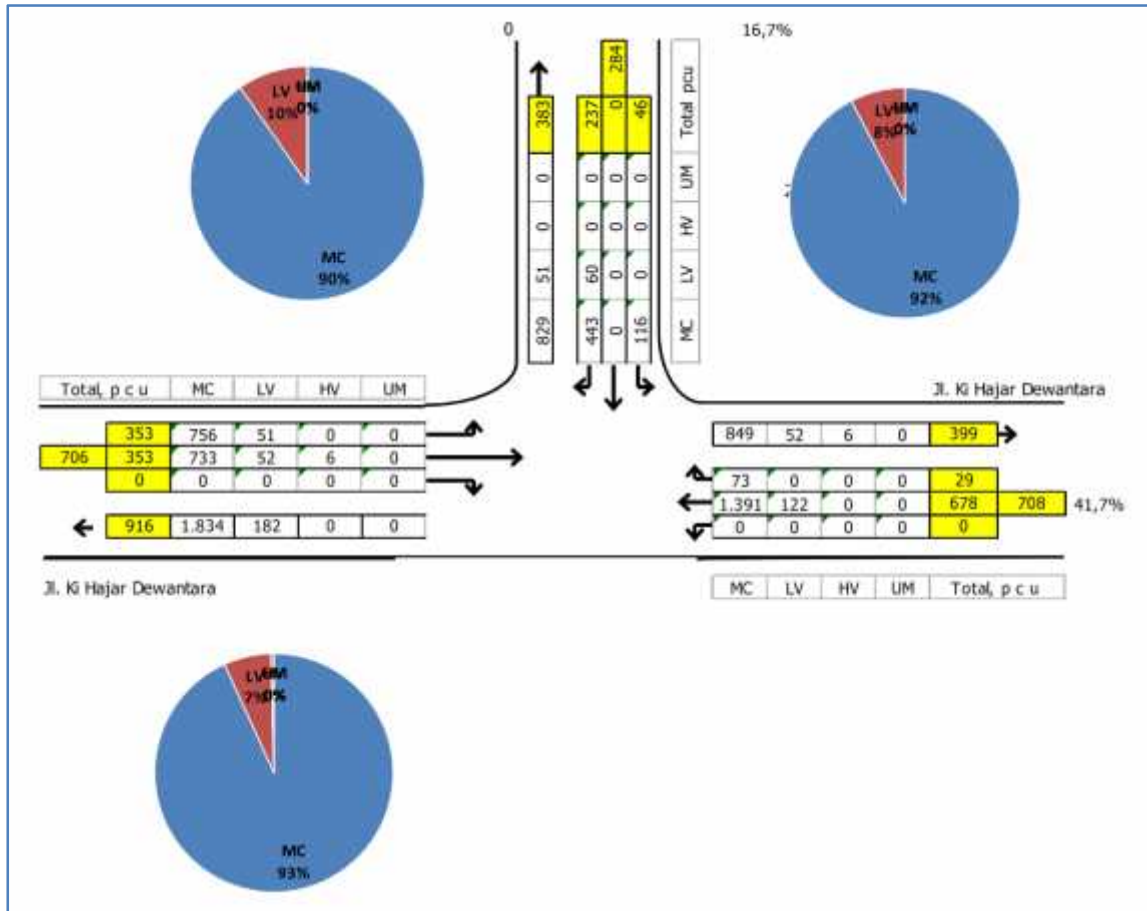 0
16,7%
LV
10%
0%
MC
90%
LV
8%
0%
MC
92%
383 0 0 51 829
284
237 0 0 60 443
0 0 0 0 0
46 0 0 0 116
Total pcu UM HV LV MC
Total, p c u MC LV HV UM
353 756 51 0 0
706 353 733 52 6 0
0 0 0 0 0
916 1.834 182 0 0
Jl. Ki Hajar Dewantara
Jl. Ki Hajar Dewantara
849 52 6 0 399
73 0 0 0 29
1.391 122 0 0 678 708 41,7%
0 0 0 0 0
MC LV HV UM Total, p c u
LV
7%
0%
MC
93%